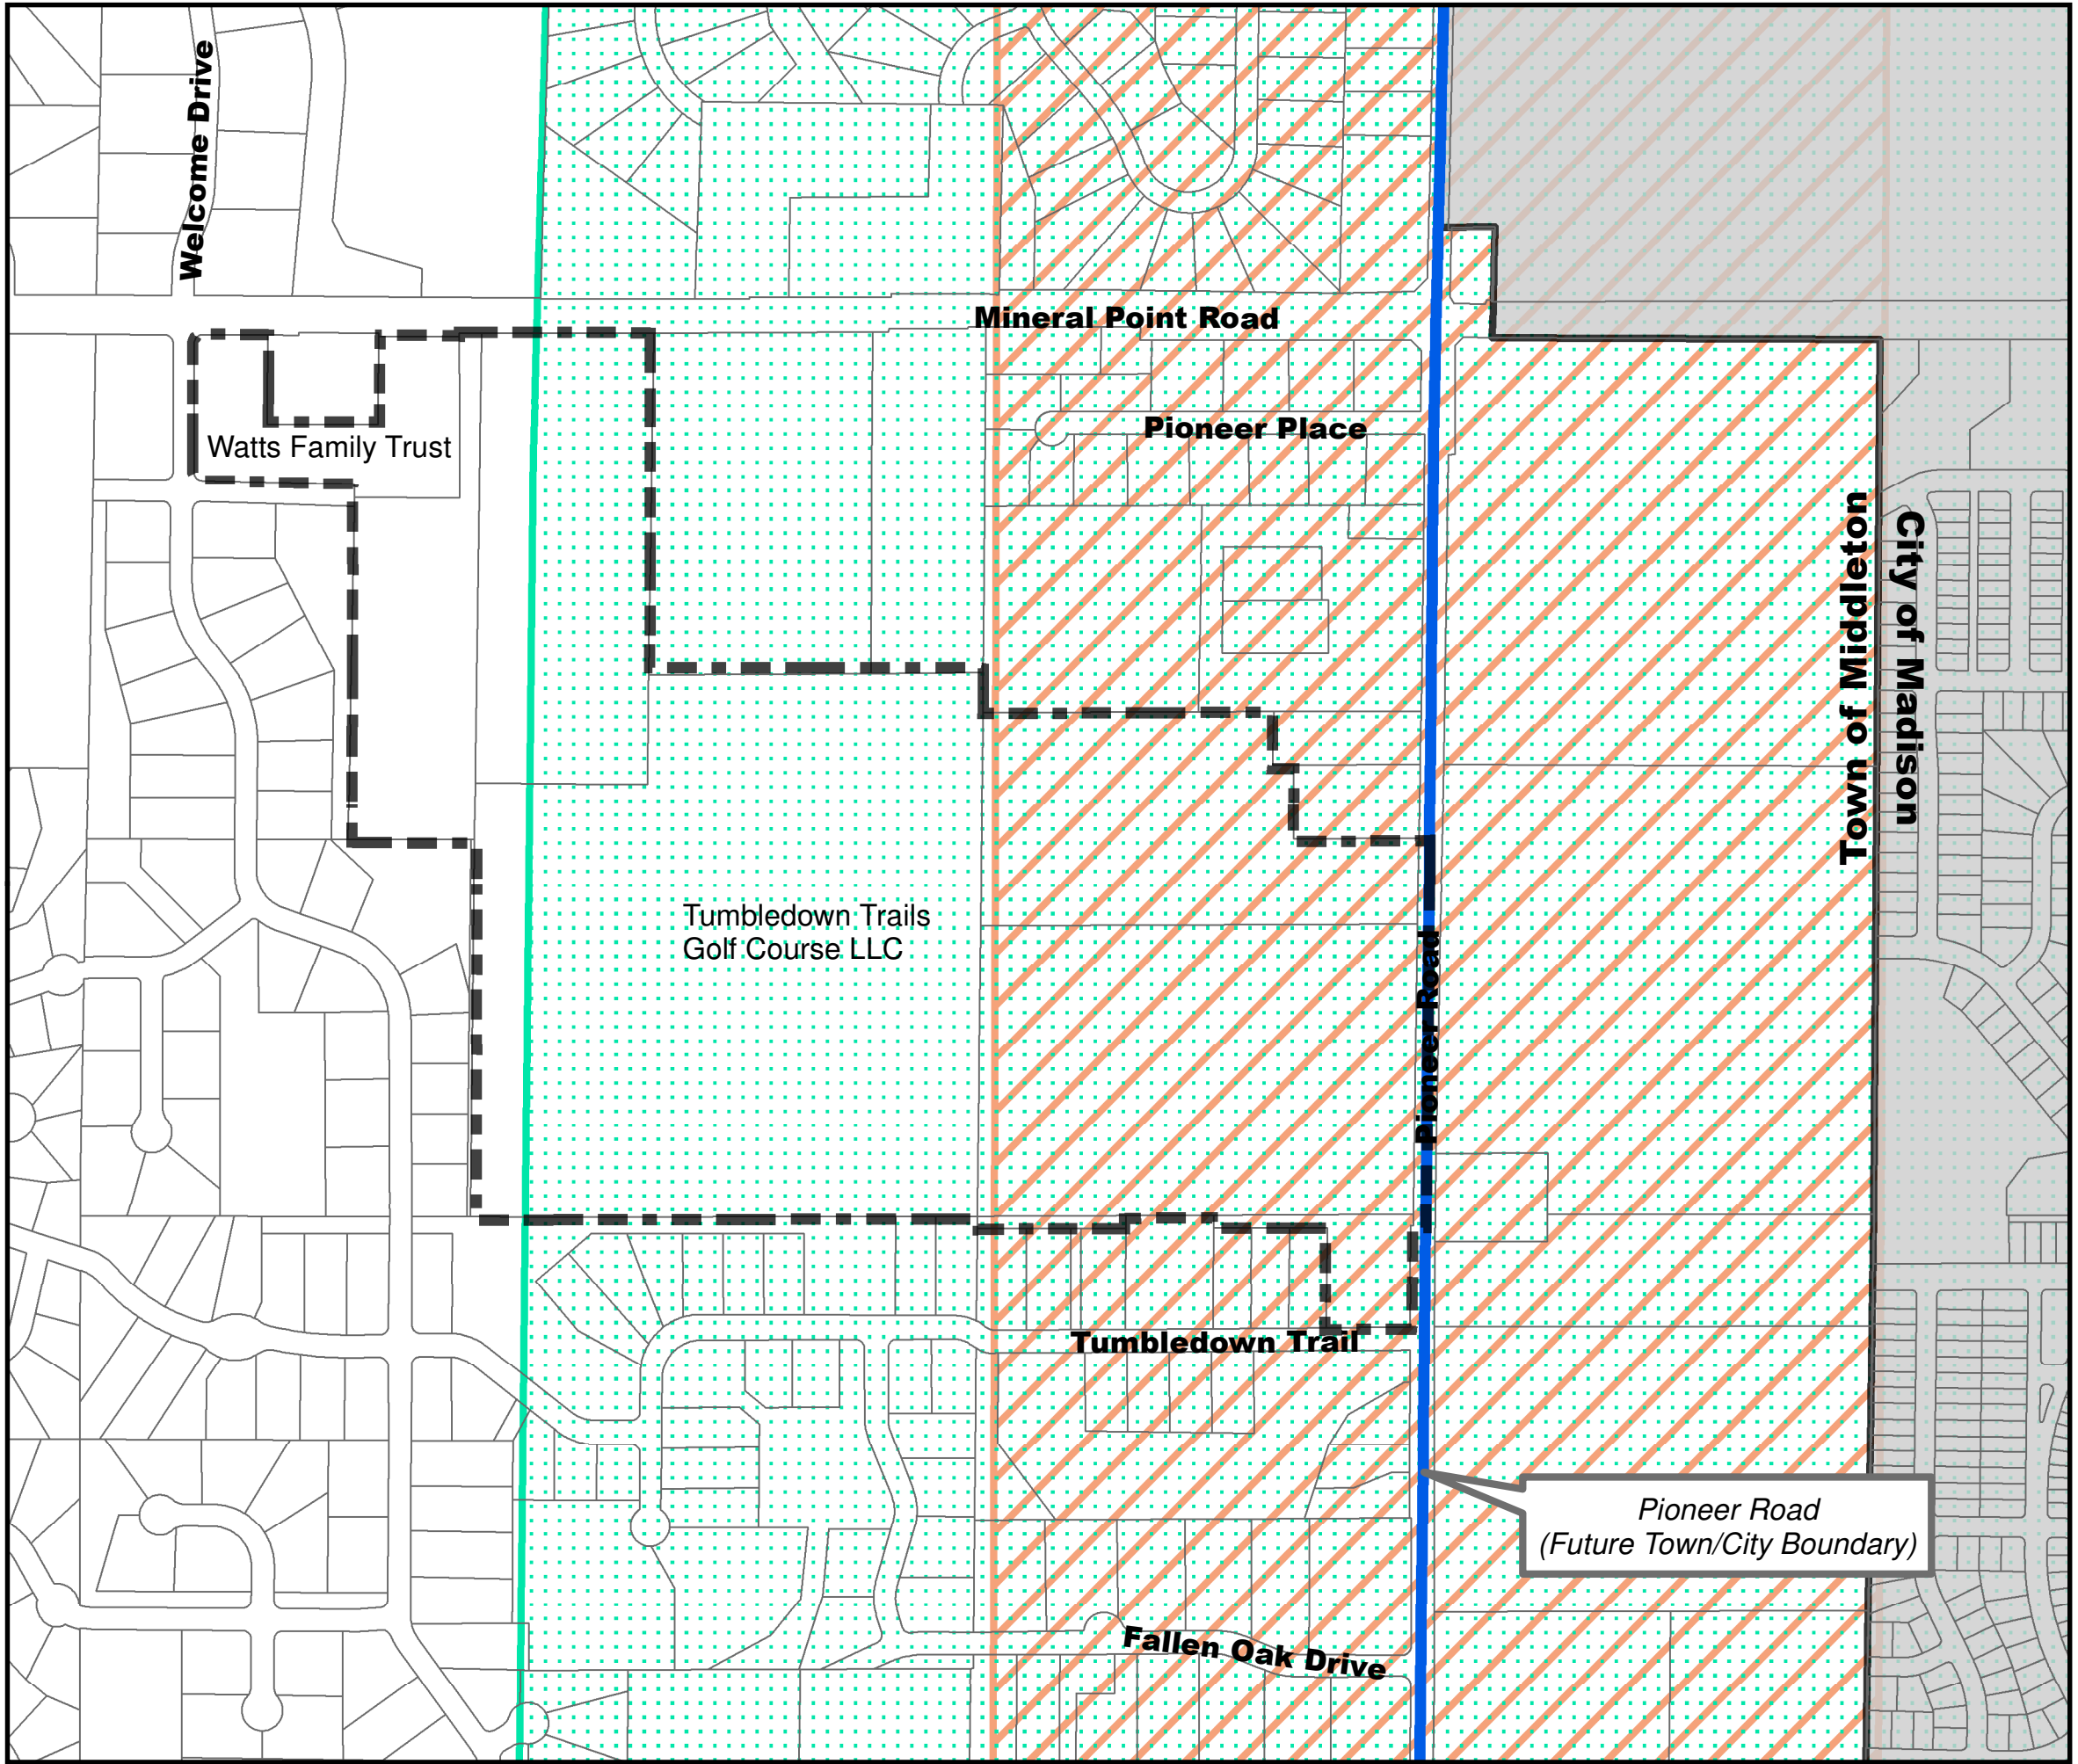 Welcome Drive
Mineral Point Road
Pioneer Place
Watts Family Trust
Town of Middleton
City of Madison
Tumbledown Trails
Golf Course LLC
Pioneer Road
Tumbledown Trail
Pioneer Road
(Future Town/City Boundary)
Fallen Oak Drive